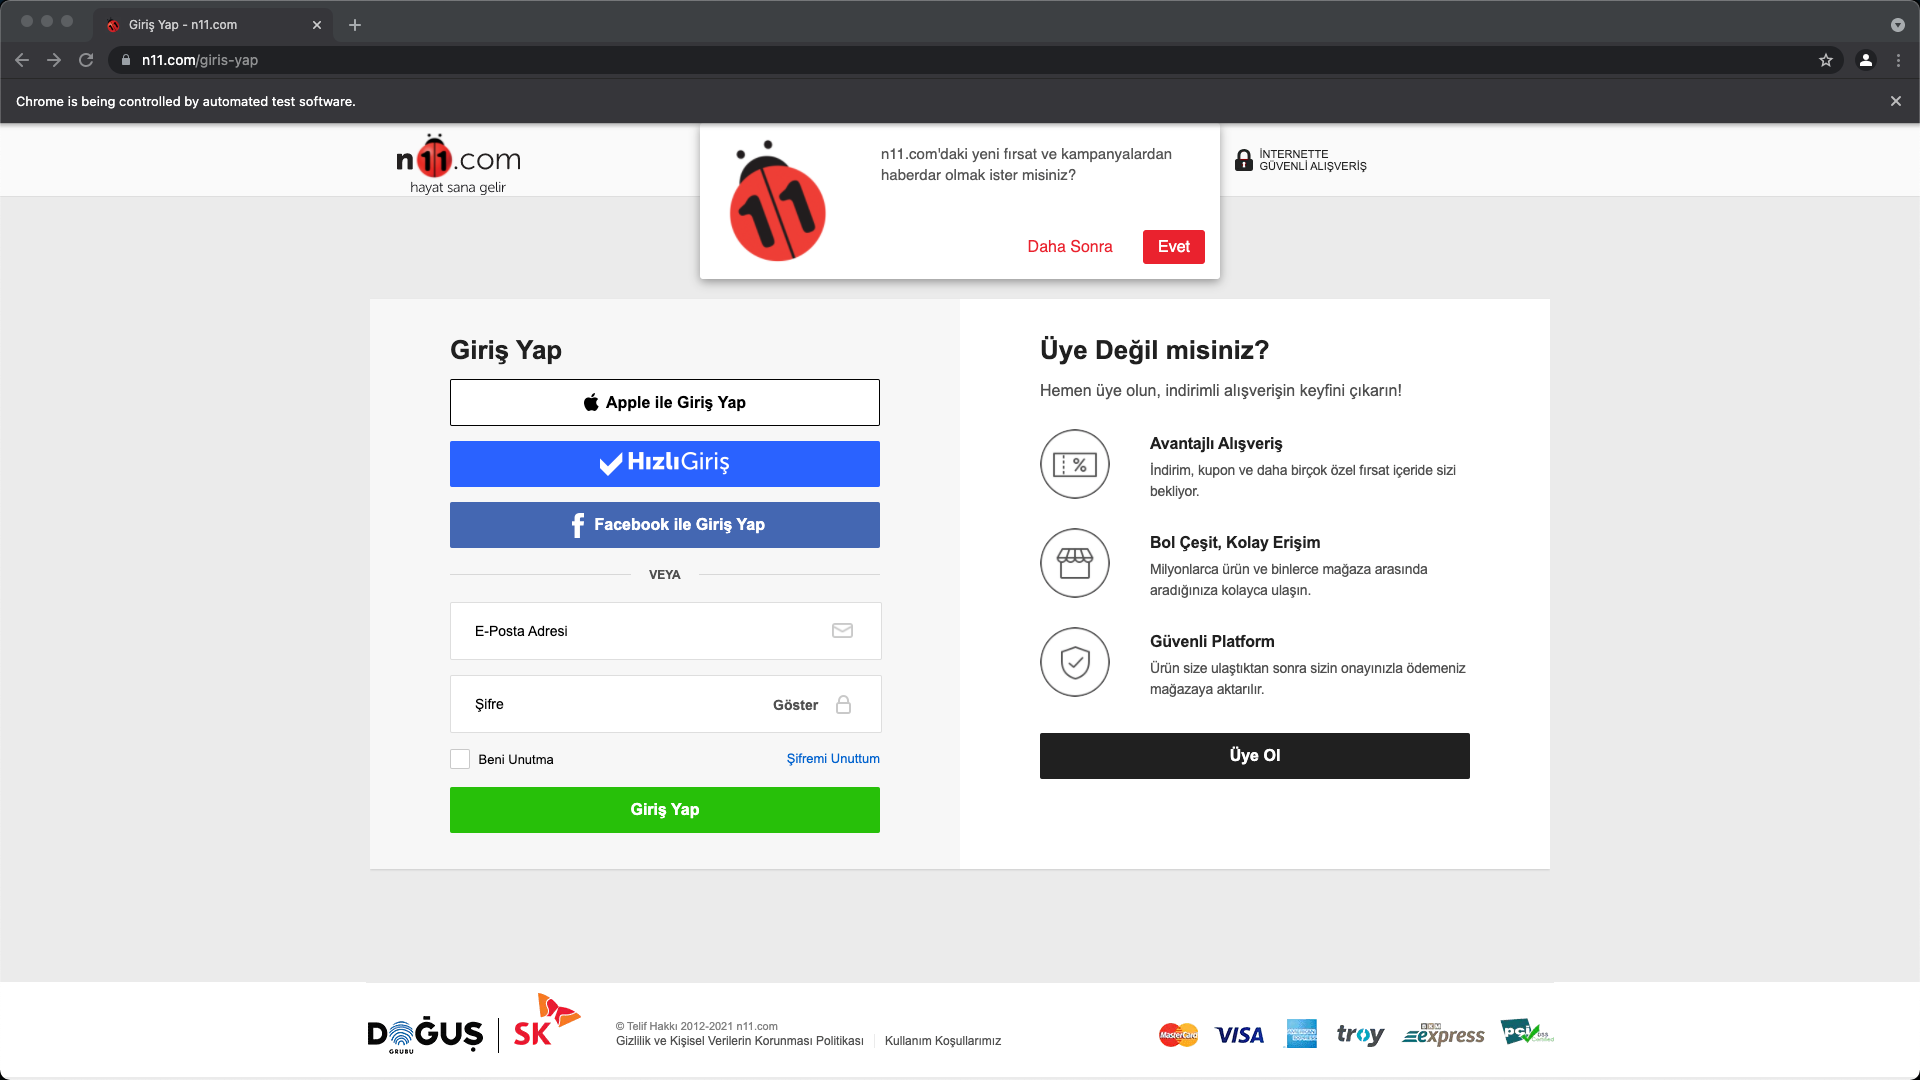 Giriş Yap - n11.com
n11.com/giris-yap
Chrome is being controlled by automated test software.
n11.com
hayat sana gelir
11
n11.com'daki yeni fırsat ve kampanyalardan
haberdar olmak ister misiniz?
Daha Sonra
Evet
İNTERNETTE
GÜVENLİ ALIŞVERİŞ
Giriş Yap
Apple ile Giriş Yap
HızlıGiriş
Facebook ile Giriş Yap
VEYA
E-Posta Adresi
Şifre
Göster
Beni Unutma
Şifremi Unuttum
Giriş Yap
Üye Değil misiniz?
Hemen üye olun, indirimli alışverişin keyfini çıkarın!
%
Avantajlı Alışveriş
İndirim, kupon ve daha birçok özel fırsat içeride sizi
bekliyor.
Bol Çeşit, Kolay Erişim
Milyonlarca ürün ve binlerce mağaza arasında
aradığınıza kolayca ulaşın.
Güvenli Platform
Ürün size ulaştıktan sonra sizin onayınızla ödemeniz
mağazaya aktarılır.
Üye Ol
DOĞUŞ
GRUBU
SK
© Telif Hakkı 2012-2021 n11.com
Gizlilik ve Kişisel Verilerin Korunması Politikası
Kullanım Koşullarımız
MasterCard
VISA
AMERICAN EXPRESS
troy
BKM
express
PCI